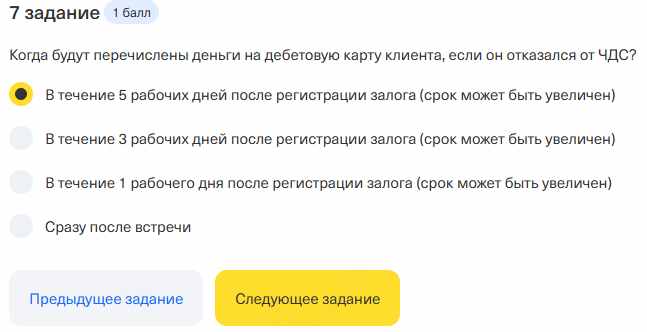 7 задание 1 балл
Когда будут перечислены деньги на дебетовую карту клиента, если он отказался от ЧДС?
В течение 5 рабочих дней после регистрации залога (срок может быть увеличен)
В течение 3 рабочих дней после регистрации залога (срок может быть увеличен)
В течение 1 рабочего дня после регистрации залога (срок может быть увеличен)
Сразу после встречи
Предыдущее задание Следующее задание